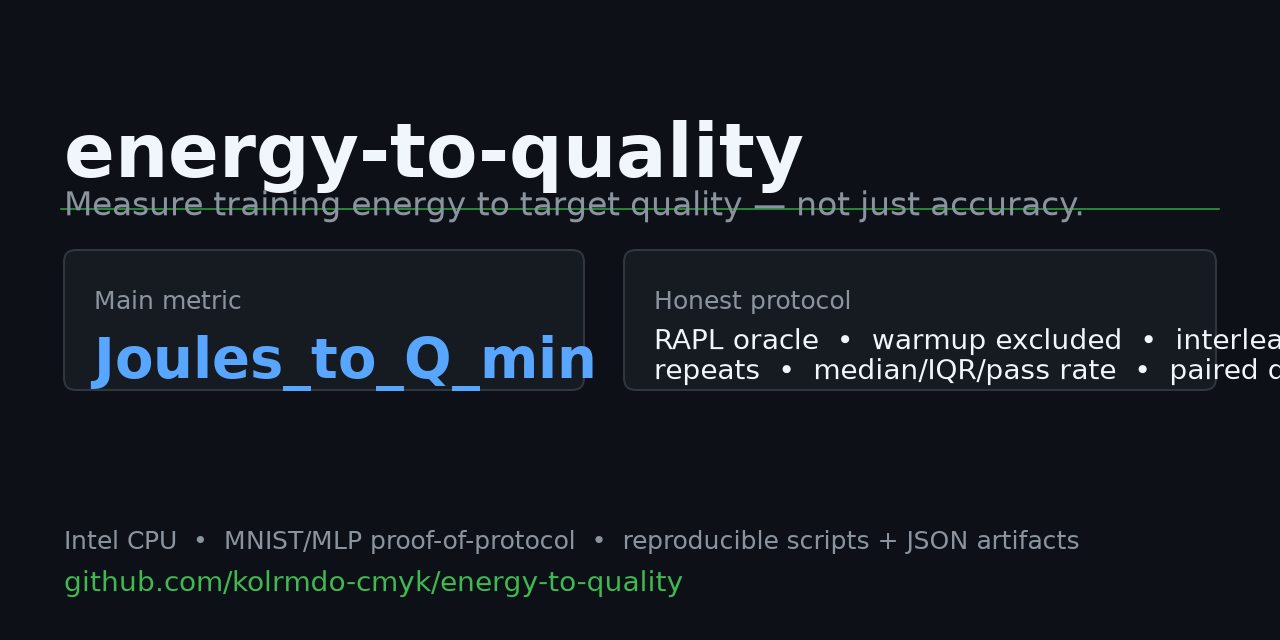 energy-to-quality
Measure training energy to target quality — not just accuracy.
Main metric
Joules_to_Q_min
Honest protocol
RAPL oracle • warmup excluded •
repeats • median/IQR/pass rate • paired
Intel CPU • MNIST/MLP proof-of-protocol • reproducible scripts + JSON artifacts
github.com/kolrmdo-cmyk/energy-to-quality